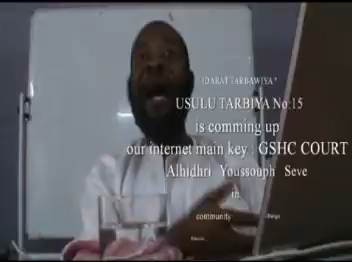 IDARAT TARBAWIYA *
USULU TARBIYA No:15
is comming up
our internet main key : GSHC COURT
Alhidhri Youssouph Seve
in
community